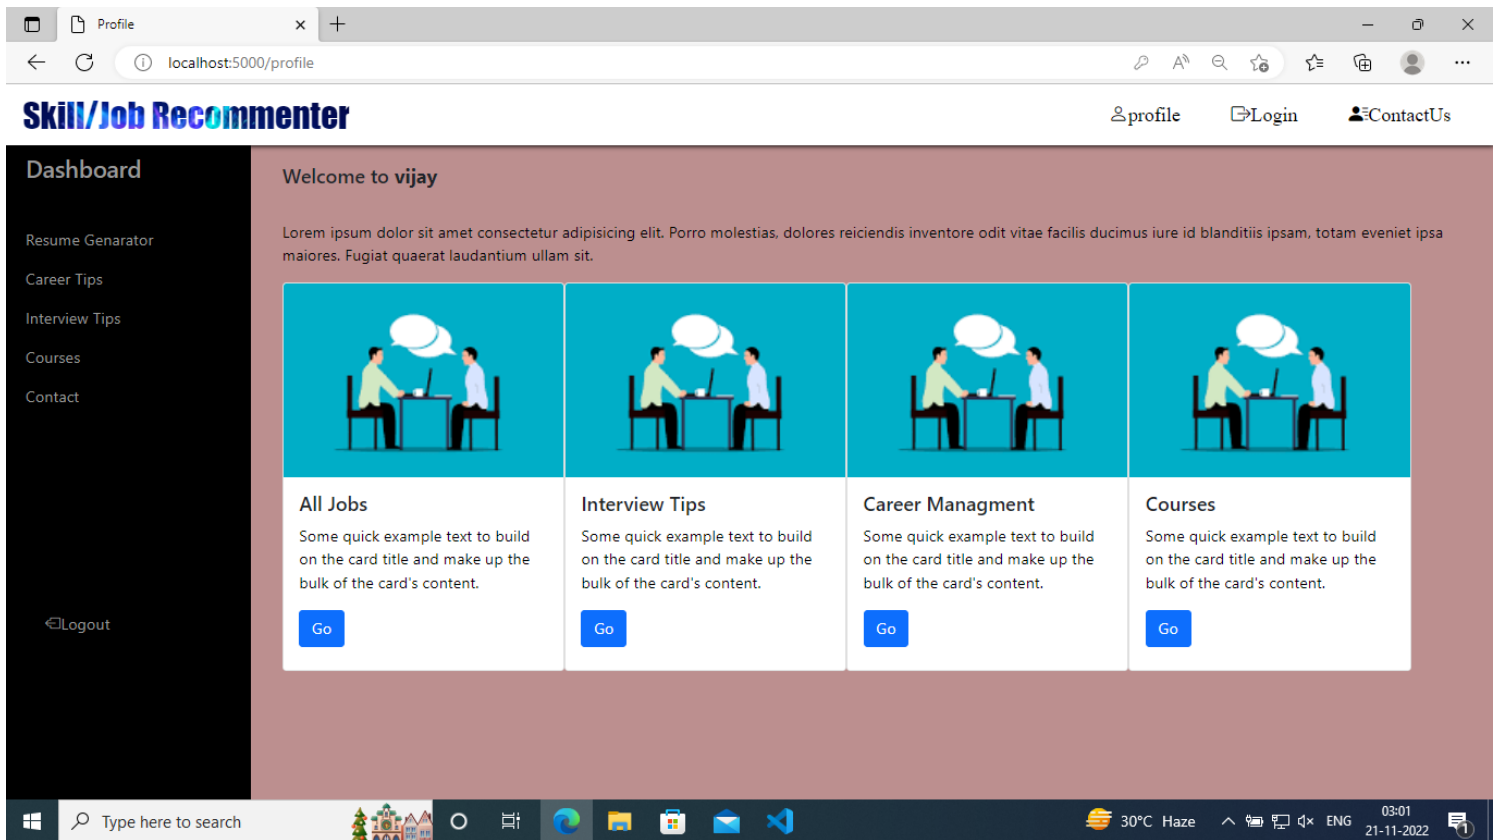 Profile
localhost:5000/profile
Skill/Job Recommenter
profile
Login
ContactUs
Dashboard
Resume Genarator
Career Tips
Interview Tips
Courses
Contact
Logout
Welcome to vijay
Lorem ipsum dolor sit amet consectetur adipisicing elit. Porro molestias, dolores reiciendis inventore odit vitae facilis ducimus iure id blanditiis ipsam, totam eveniet ipsa
maiores. Fugiat quaerat laudantium ullam sit.
All Jobs
Some quick example text to build
on the card title and make up the
bulk of the card's content.
Go
Interview Tips
Some quick example text to build
on the card title and make up the
bulk of the card's content.
Go
Career Managment
Some quick example text to build
on the card title and make up the
bulk of the card's content.
Go
Courses
Some quick example text to build
on the card title and make up the
bulk of the card's content.
Go
Type here to search
30°C Haze
ENG
03:01
21-11-2022
1